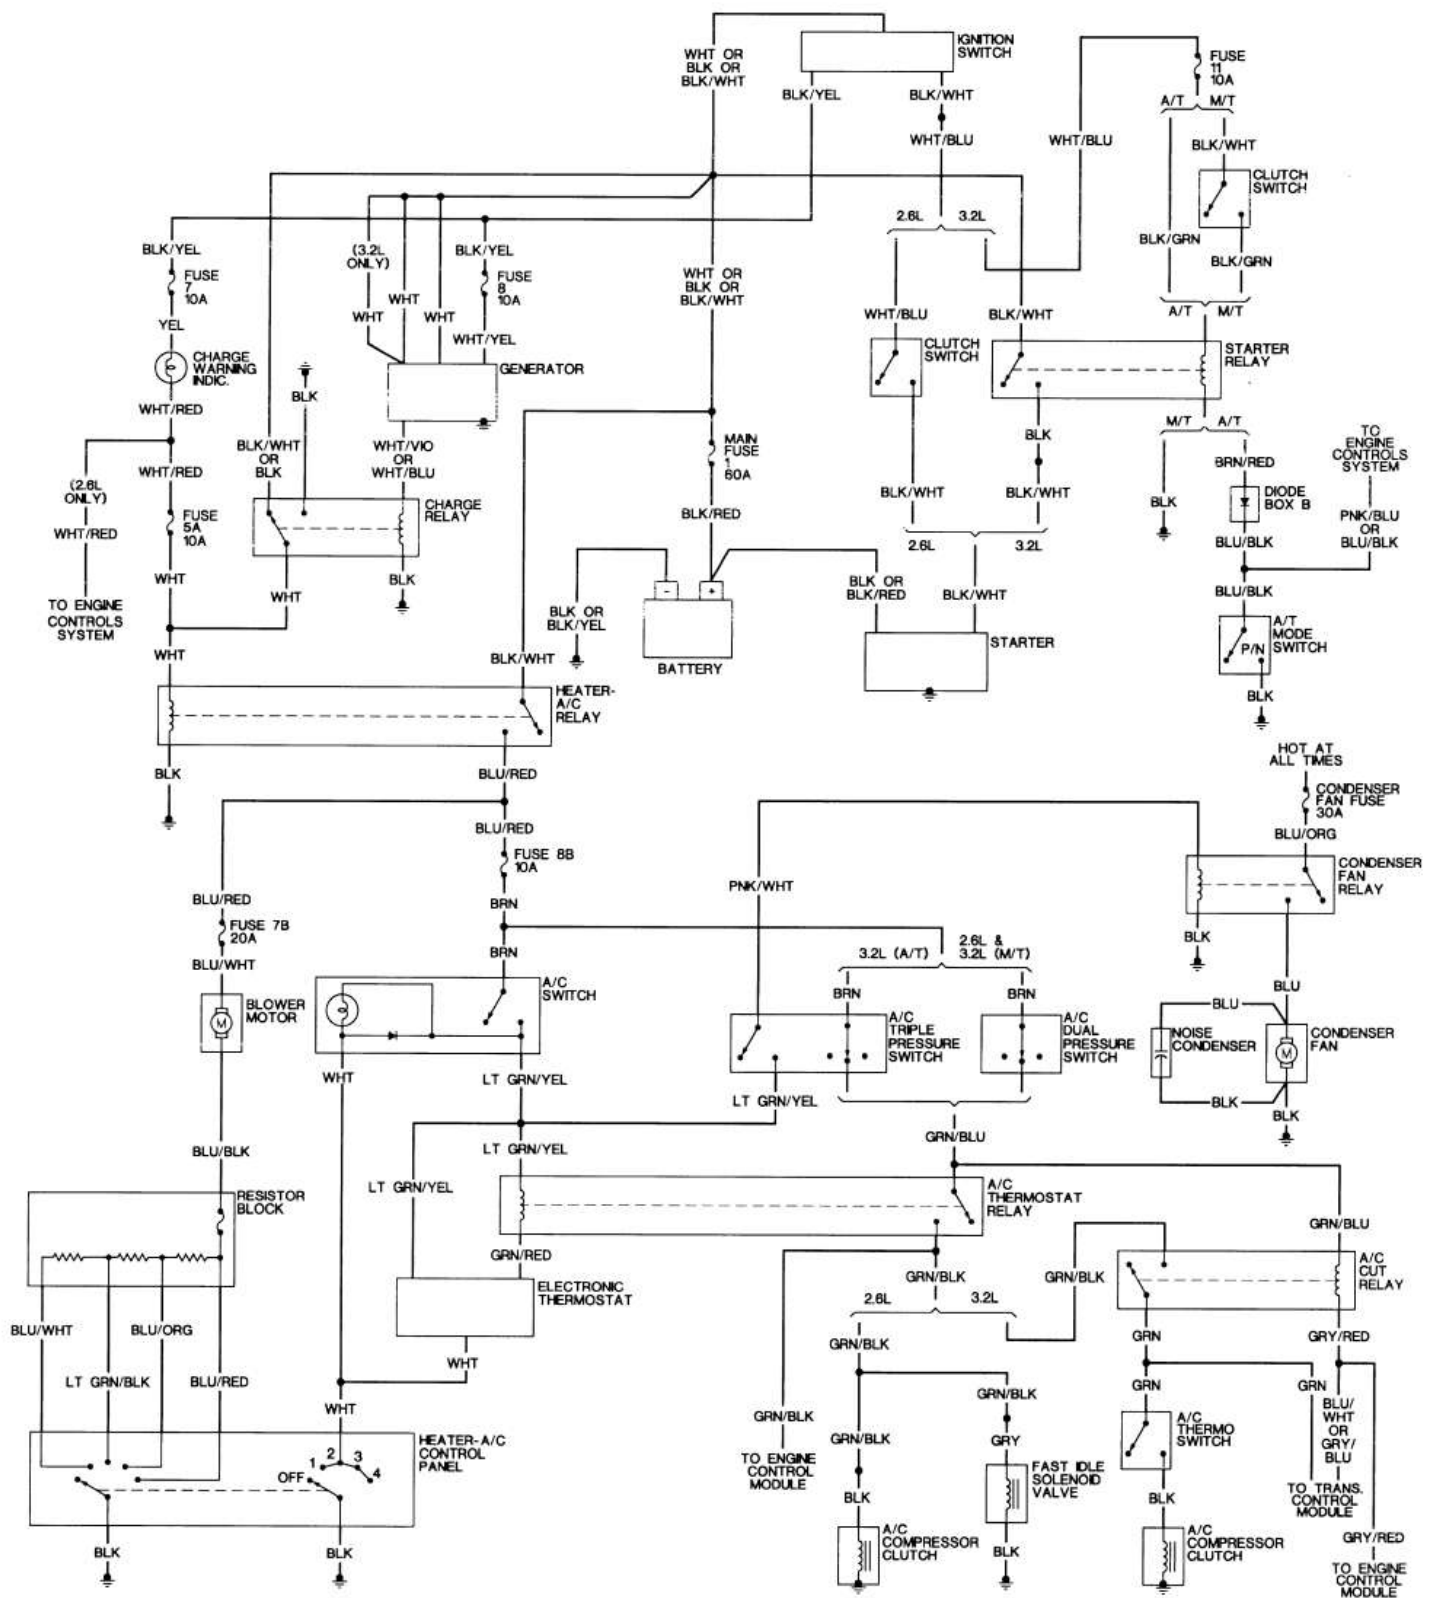 WHT OR
BLK OR
BLK/WHT
IGNITION
SWITCH
BLK/YEL
BLK/WHT
WHT/BLU
WHT/BLU
FUSE
11
10A
A/T M/T
BLK/WHT
CLUTCH
SWITCH
BLK/GRN
BLK/GRN
A/T M/T
2.6L 3.2L
BLK/YEL
FUSE
7
10A
YEL
CHARGE
WARNING
INDIC.
WHT/RED
(3.2L
ONLY)
WHT
WHT
WHT
BLK/YEL
FUSE
8
10A
WHT/YEL
GENERATOR
WHT OR
BLK OR
BLK/WHT
WHT/BLU
CLUTCH
SWITCH
BLK/WHT
STARTER
RELAY
BLK
BLK/WHT
OR
BLK
WHT/VIO
OR
WHT/BLU
CHARGE
RELAY
WHT/RED
(2.6L
ONLY)
WHT/RED
FUSE
5A
10A
WHT
WHT
BLK
TO ENGINE
CONTROLS
SYSTEM
WHT
MAIN
FUSE
1
60A
BLK/RED
BLK
BLK/WHT
BLK/WHT
2.6L 3.2L
M/T A/T
BRN/RED
BLK
DIODE
BOX B
BLU/BLK
TO
ENGINE
CONTROLS
SYSTEM
PNK/BLU
OR
BLU/BLK
BLU/BLK
A/T
MODE
SWITCH
P/N
BLK
BLK OR
BLK/YEL
-
+
BATTERY
BLK OR
BLK/RED
BLK/WHT
STARTER
BLK/WHT
HEATER-
A/C
RELAY
BLK
BLU/RED
BLU/RED
FUSE 8B
10A
BRN
BRN
BLU/RED
FUSE 7B
20A
BLU/WHT
BLOWER
MOTOR
M
A/C
SWITCH
HOT AT
ALL TIMES
CONDENSER
FAN FUSE
30A
BLU/ORG
CONDENSER
FAN
RELAY
PNK/WHT
BLK
BLU
3.2L (A/T)
2.6L &
3.2L (M/T)
BRN
BRN
A/C
TRIPLE
PRESSURE
SWITCH
A/C
DUAL
PRESSURE
SWITCH
BLU
NOISE
CONDENSER
M
CONDENSER
FAN
BLK
BLK
WHT
LT GRN/YEL
LT GRN/YEL
GRN/BLU
BLU/BLK
LT GRN/YEL
LT GRN/YEL
RESISTOR
BLOCK
A/C
THERMOSTAT
RELAY
GRN/BLU
GRN/RED
ELECTRONIC
THERMOSTAT
GRN/BLK
GRN/BLK
A/C
CUT
RELAY
2.6L 3.2L
BLU/WHT
BLU/ORG
LT GRN/BLK
BLU/RED
WHT
WHT
GRN/BLK
GRN
GRY/RED
GRN/BLK
GRN/BLK
GRN
GRN
BLU/
WHT
OR
GRY/
BLU
HEATER-A/C
CONTROL
PANEL
OFF
1
2
3
4
TO ENGINE
CONTROL
MODULE
GRN/BLK
GRY
A/C
THERMO
SWITCH
FAST IDLE
SOLENOID
VALVE
TO TRANS.
CONTROL
MODULE
BLK
BLK
GRY/RED
BLK
BLK
A/C
COMPRESSOR
CLUTCH
BLK
A/C
COMPRESSOR
CLUTCH
TO ENGINE
CONTROL
MODULE